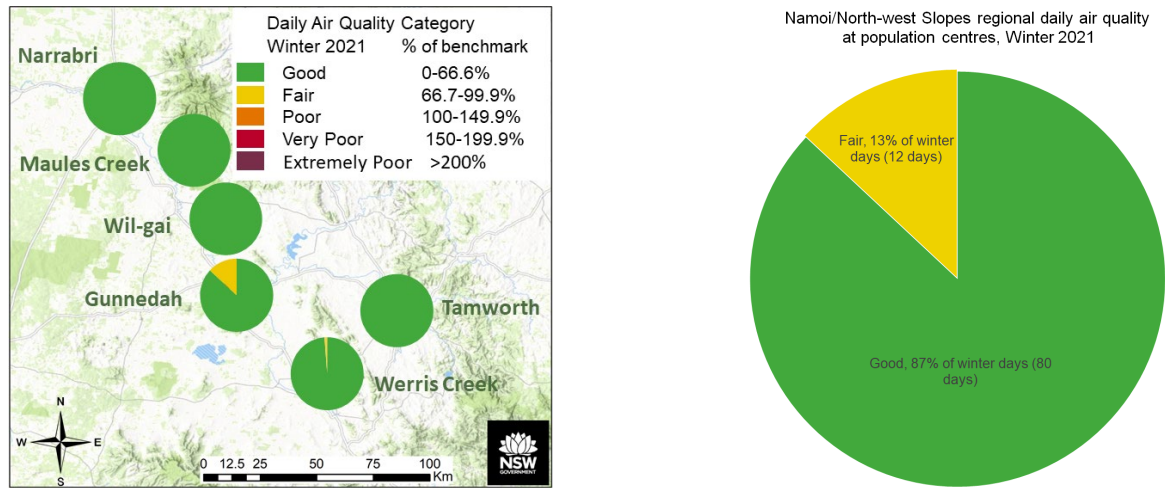 Daily Air Quality Category
Winter 2021 % of benchmark
Good 0-66.6%
Fair 66.7-99.9%
Poor 100-149.9%
Very Poor 150-199.9%
Extremely Poor >200%
Narrabri
Maules Creek
Wil-gai
Gunnedah
Tamworth
Werris Creek
N
W E
S
0 12.5 25 50 75 100
Km
NSW
GOVERNMENT
Namoi/North-west Slopes regional daily air quality
at population centres, Winter 2021
Fair, 13% of winter
days (12 days)
Good, 87% of winter days (80
days)